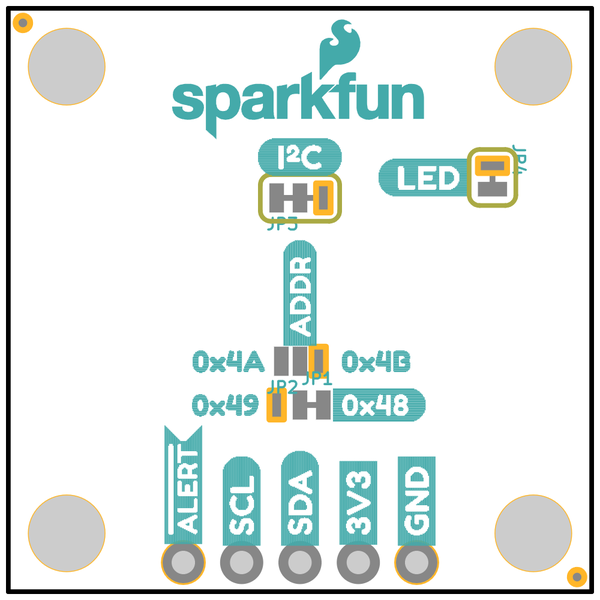 sparkfun
I²C
LED
JP4
JP3
ADDR
0x4A 0x4B
JP2 JP1
0x49 0x48
ALERT SCL SDA 3V3 GND